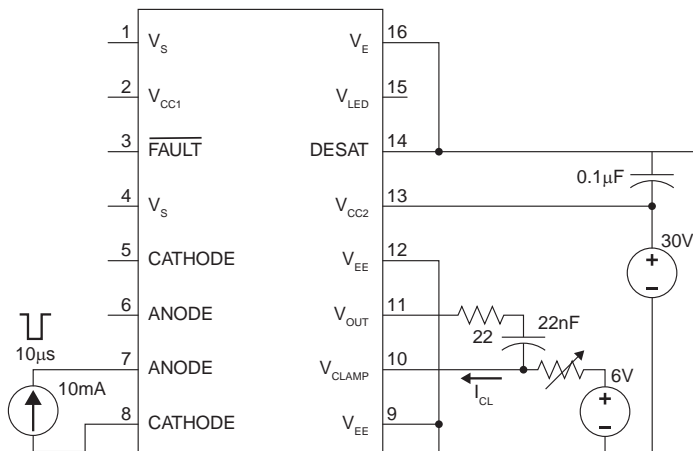 1
V_S
16
V_E
2
V_CC1
15
V_LED
3
FAULT
14
DESAT
0.1μF
4
V_S
13
V_CC2
30V
5
CATHODE
12
V_EE
6
ANODE
11
V_OUT
22
22nF
10μs
7
ANODE
10
V_CLAMP
I_CL
6V
10mA
8
CATHODE
9
V_EE